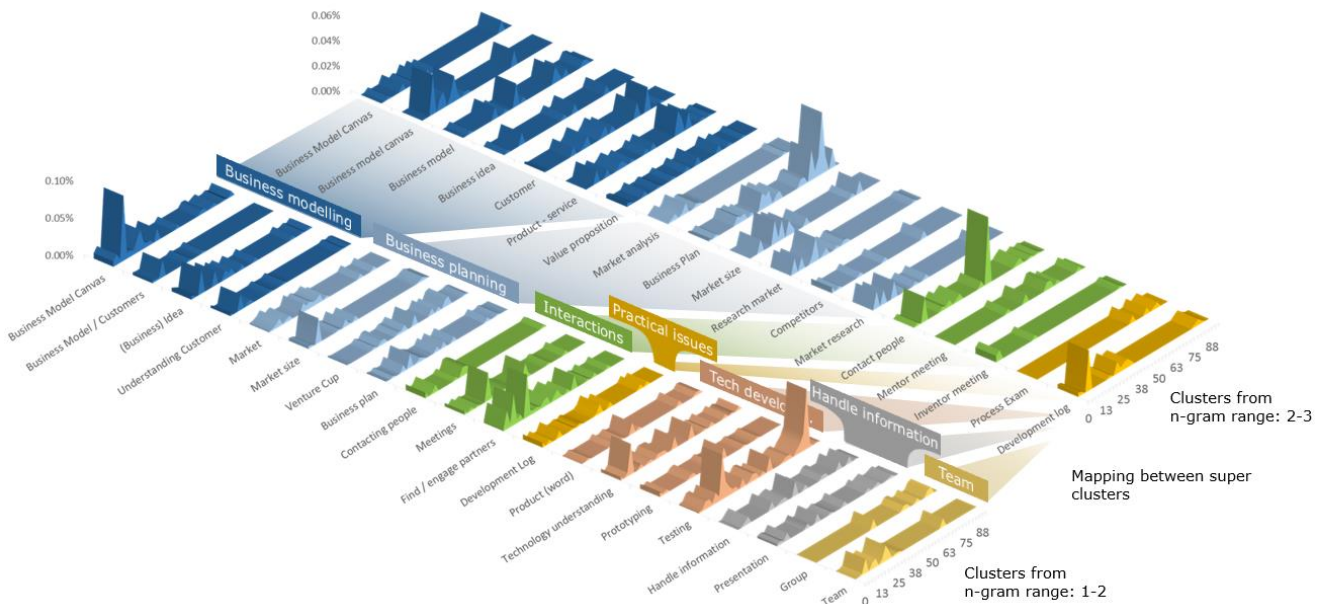 0.06%
0.04%
0.02%
0.00%
Business Model Canvas
Business model canvas
Business model
Business idea
Customer
Product - service
Value proposition
Market analysis
Business Plan
Market size
Research market
Competitors
Market research
Contact people
Mentor meeting
Inventor meeting
Process Exam
Development log
0 13 25 38 50 63 75 88
Clusters from
n-gram range: 2-3
Business modelling
Business planning
Interactions
Practical issues
Tech develo...
Handle information
Team
Mapping between super
clusters
0.10%
0.05%
0.00%
Business Model Canvas
Business Model / Customers
(Business) Idea
Understanding Customer
Market
Market size
Venture Cup
Business plan
Contacting people
Meetings
Find / engage partners
Development Log
Product (word)
Technology understanding
Prototyping
Testing
Handle information
Presentation
Group
Team
0 13 25 38 50 63 75 88
Clusters from
n-gram range: 1-2